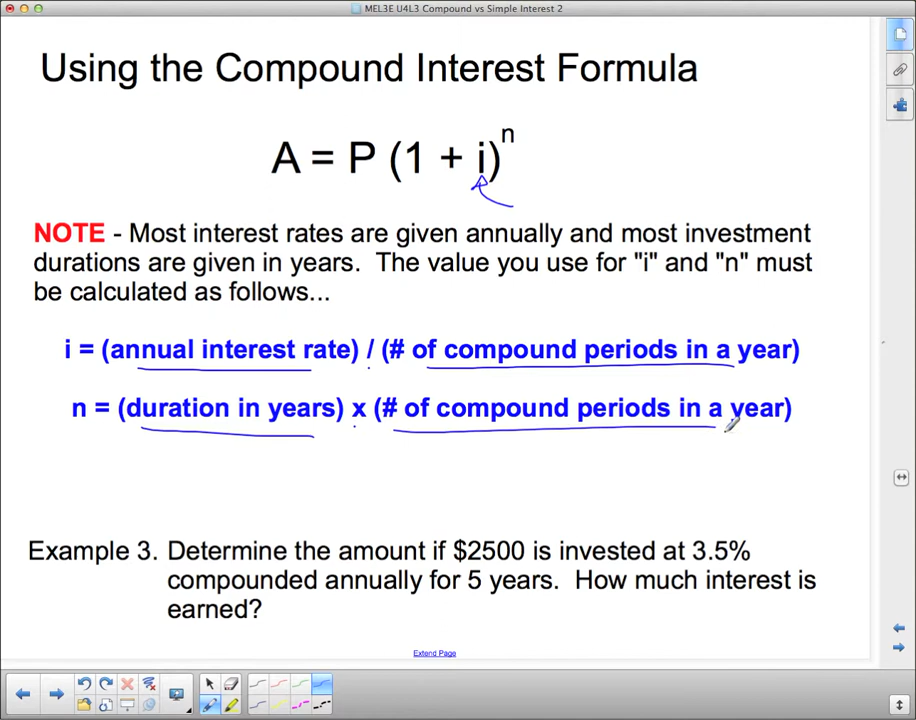 MEL3E U4L3 Compound vs Simple Interest 2
Using the Compound Interest Formula
A = P (1 + i)^n
NOTE - Most interest rates are given annually and most investment
durations are given in years. The value you use for "i" and "n" must
be calculated as follows...
i = (annual interest rate) / (# of compound periods in a year)
n = (duration in years) x (# of compound periods in a year)
Example 3. Determine the amount if $2500 is invested at 3.5%
compounded annually for 5 years. How much interest is
earned?
Extend Page